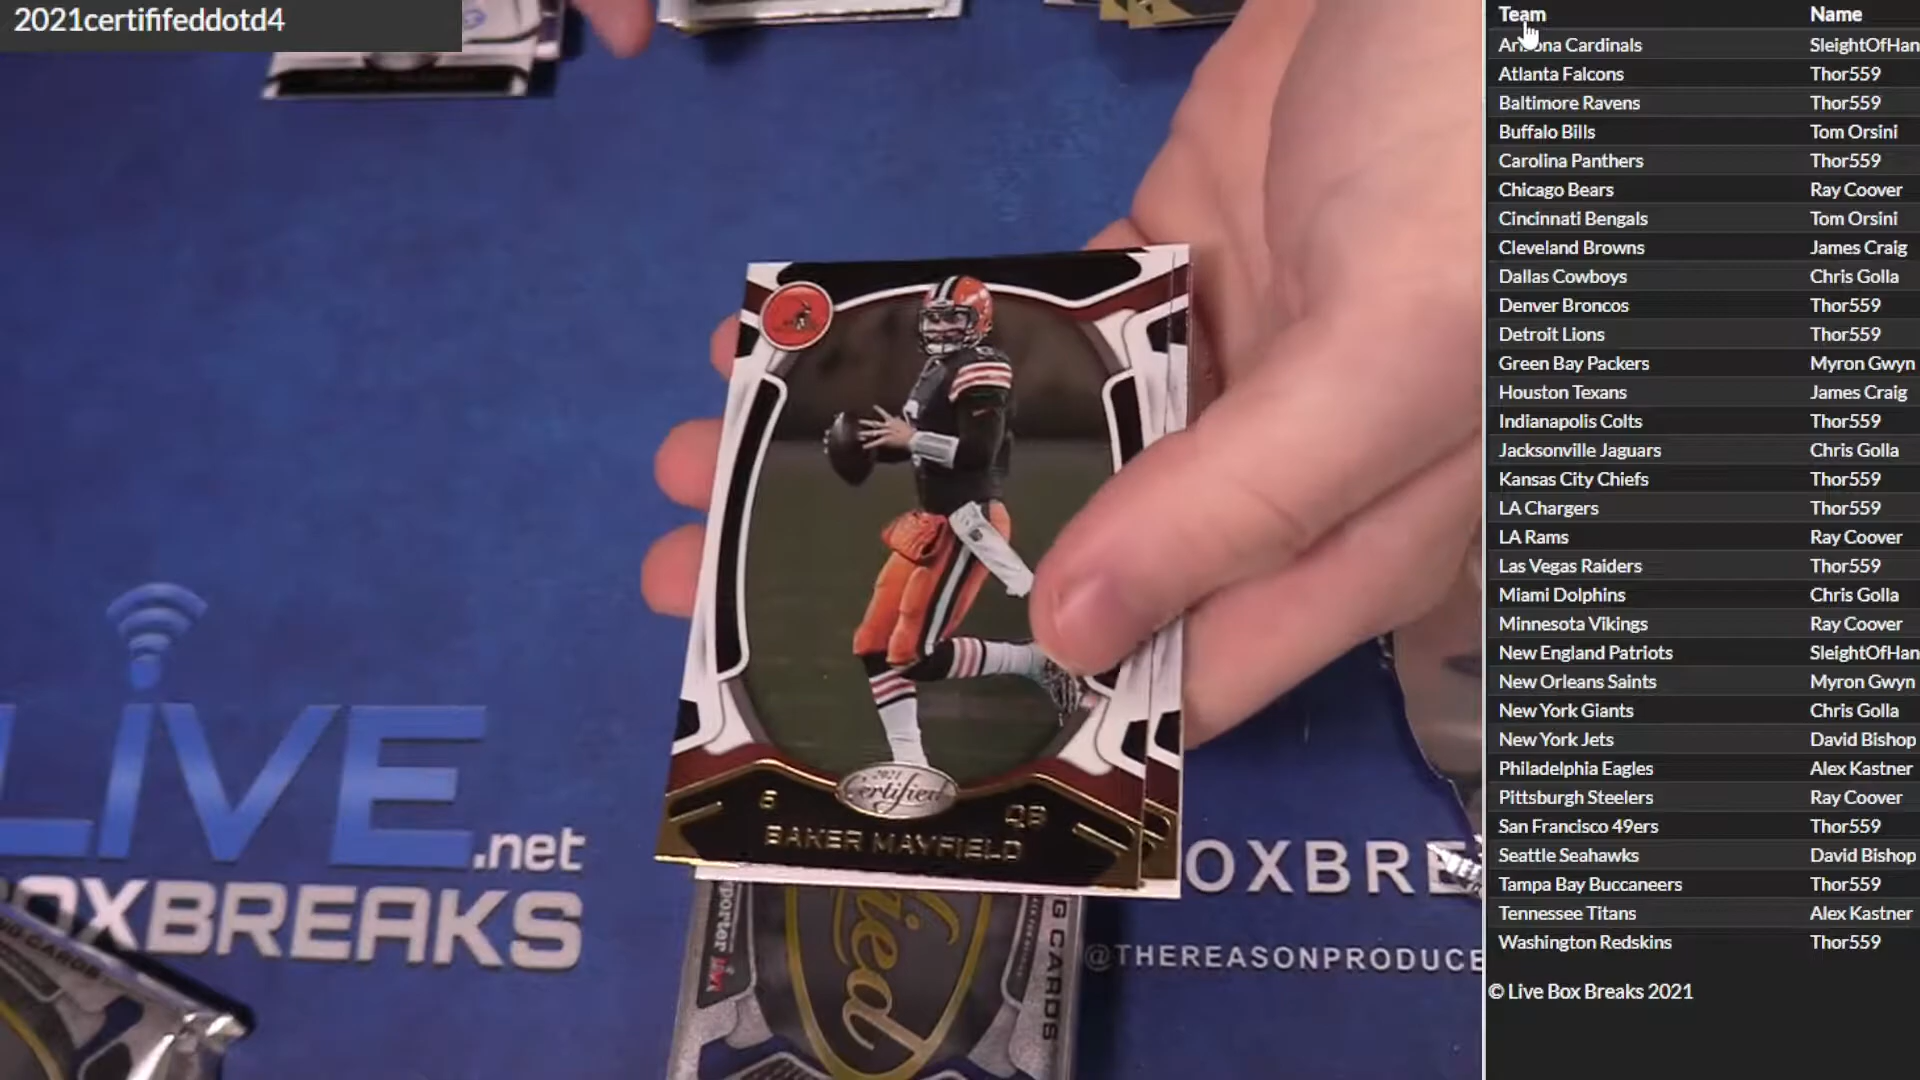 2021certififeddotd4
Team Name
Arizona Cardinals SleightOfHan
Atlanta Falcons Thor559
Baltimore Ravens Thor559
Buffalo Bills Tom Orsini
Carolina Panthers Thor559
Chicago Bears Ray Coover
Cincinnati Bengals Tom Orsini
Cleveland Browns James Craig
Dallas Cowboys Chris Golla
Denver Broncos Thor559
Detroit Lions Thor559
Green Bay Packers Myron Gwyn
Houston Texans James Craig
Indianapolis Colts Thor559
Jacksonville Jaguars Chris Golla
Kansas City Chiefs Thor559
LA Chargers Thor559
LA Rams Ray Coover
Las Vegas Raiders Thor559
Miami Dolphins Chris Golla
Minnesota Vikings Ray Coover
New England Patriots SleightOfHan
New Orleans Saints Myron Gwyn
New York Giants Chris Golla
New York Jets David Bishop
Philadelphia Eagles Alex Kastner
Pittsburgh Steelers Ray Coover
San Francisco 49ers Thor559
Seattle Seahawks David Bishop
Tampa Bay Buccaneers Thor559
Tennessee Titans Alex Kastner
Washington Redskins Thor559
© Live Box Breaks 2021
2021
Certified
6 QB
BAKER MAYFIELD
LIVE
.net
OXBREAKS
OXBRE
@THEREASONPRODUCE
fied
G CARDS